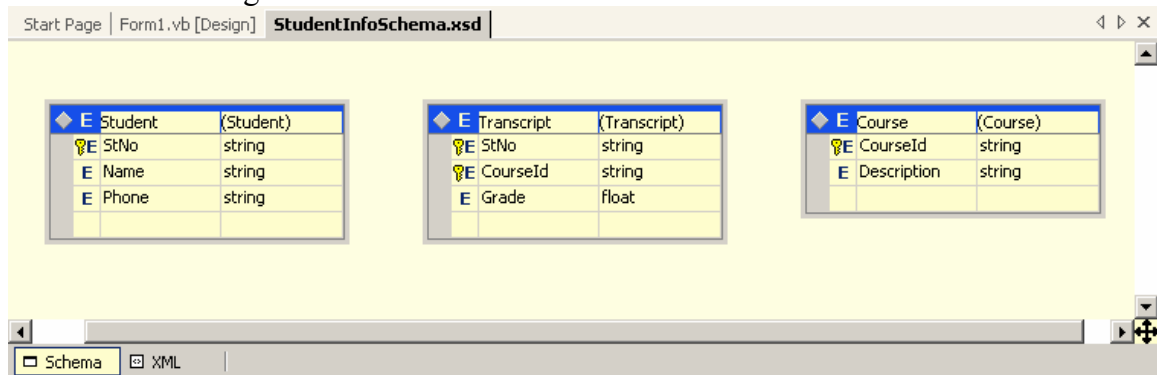 Start Page Form1.vb [Design] StudentInfoSchema.xsd
E Student (Student)
E StNo string
E Name string
E Phone string
E Transcript (Transcript)
E StNo string
E CourseId string
E Grade float
E Course (Course)
E CourseId string
E Description string
Schema XML